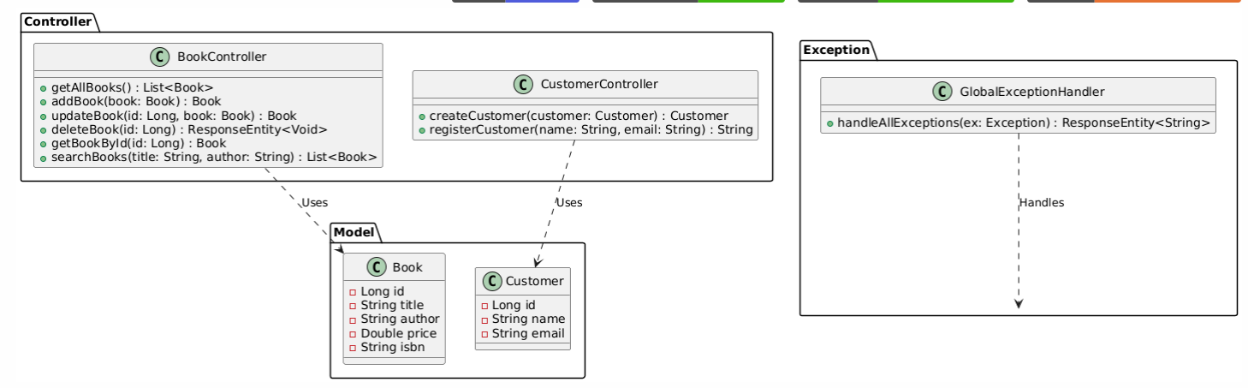 Controller
C BookController
getAllBooks() : List<Book>
addBook(book: Book) : Book
updateBook(id: Long, book: Book) : Book
deleteBook(id: Long) : ResponseEntity<Void>
getBookById(id: Long) : Book
searchBooks(title: String, author: String) : List<Book>
C CustomerController
createCustomer(customer: Customer) : Customer
registerCustomer(name: String, email: String) : String
Exception
C GlobalExceptionHandler
handleAllExceptions(ex: Exception) : ResponseEntity<String>
Uses
Uses
Handles
Model
C Book
Long id
String title
String author
Double price
String isbn
C Customer
Long id
String name
String email